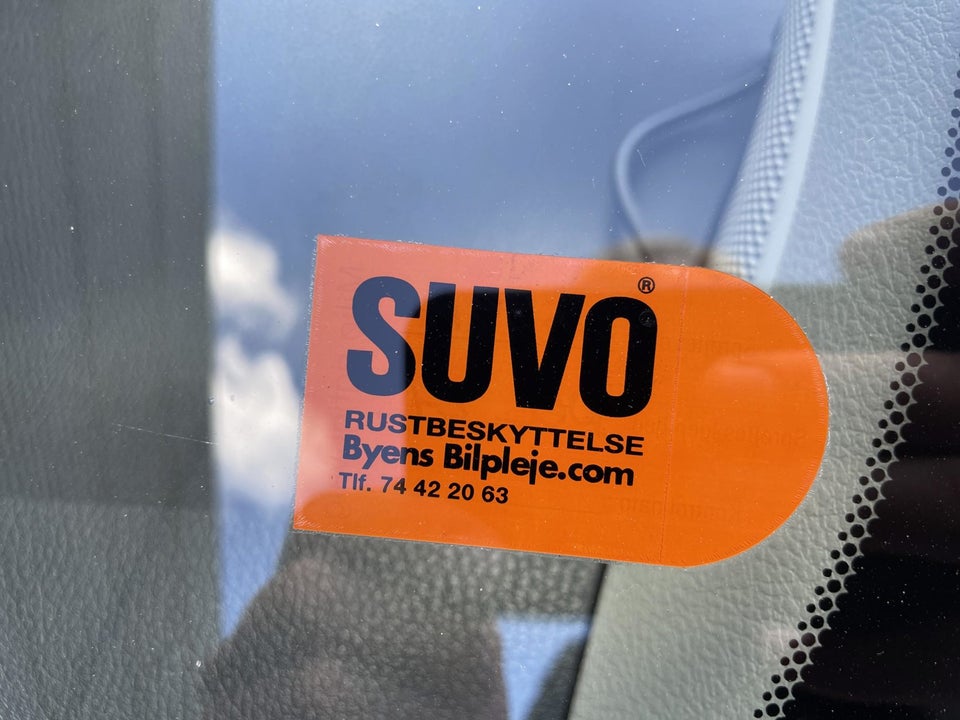 SUVO®
RUSTBESKYTTELSE
Byens Bilpleje.com
Tlf. 74 42 20 63